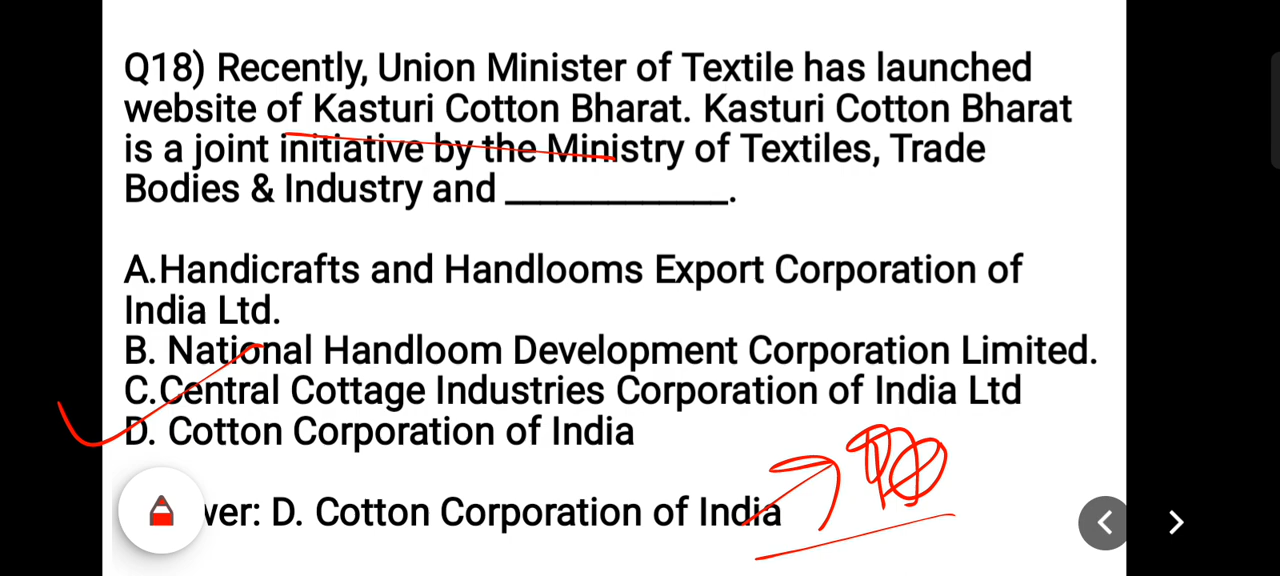 Q18) Recently, Union Minister of Textile has launched
website of Kasturi Cotton Bharat. Kasturi Cotton Bharat
is a joint initiative by the Ministry of Textiles, Trade
Bodies & Industry and ____________.
A.Handicrafts and Handlooms Export Corporation of
India Ltd.
B. National Handloom Development Corporation Limited.
C.Central Cottage Industries Corporation of India Ltd
D. Cotton Corporation of India
wer: D. Cotton Corporation of India